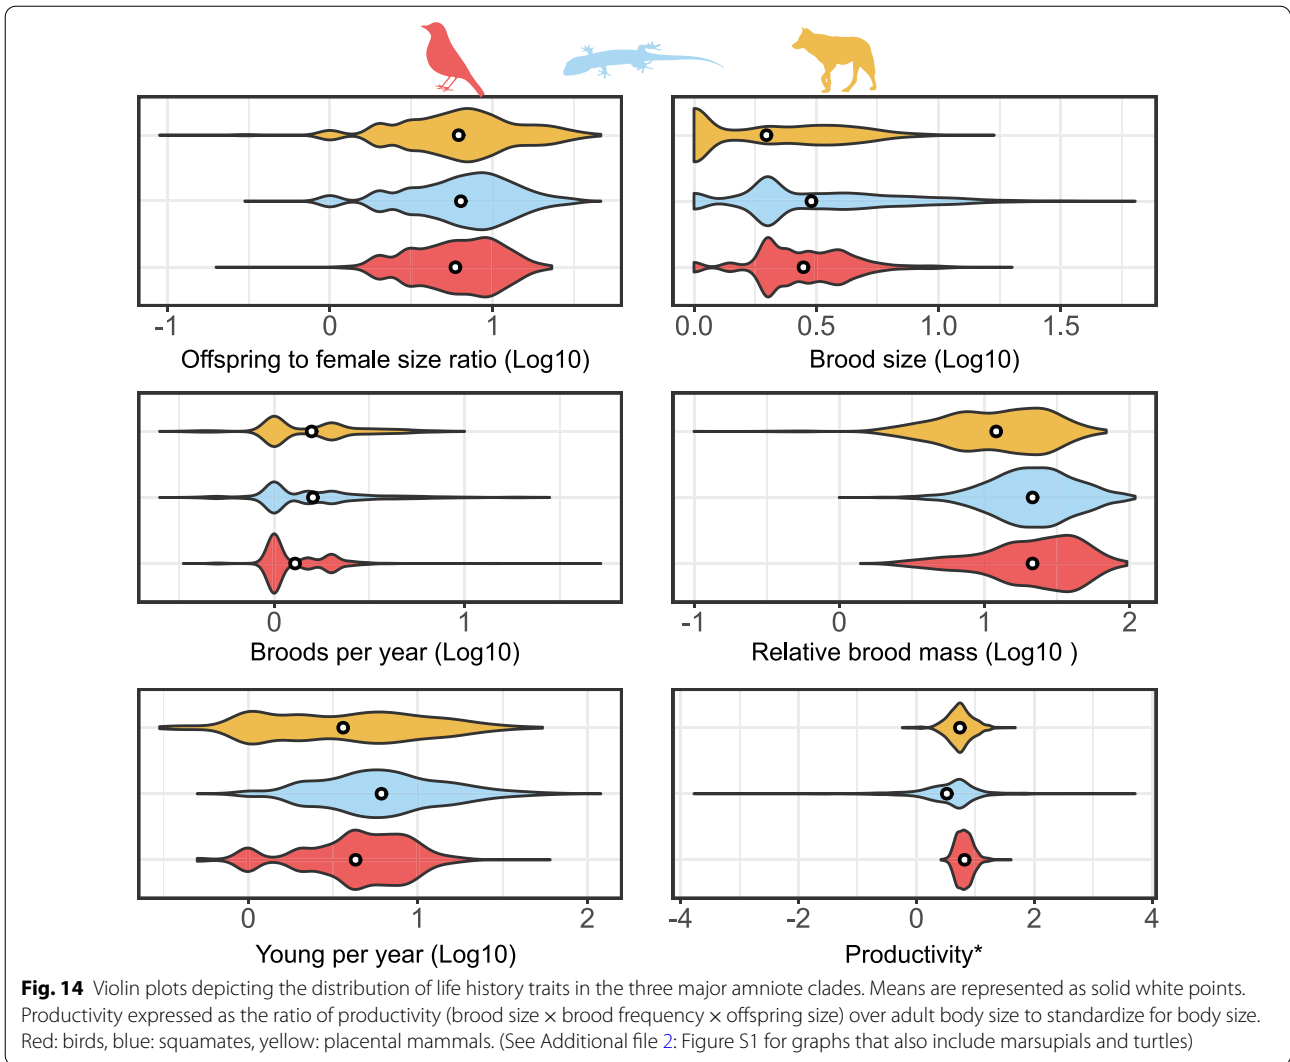 -1 0 1
Offspring to female size ratio (Log10)
0.0 0.5 1.0 1.5
Brood size (Log10)
0 1
Broods per year (Log10)
-1 0 1 2
Relative brood mass (Log10 )
0 1 2
Young per year (Log10)
-4 -2 0 2 4
Productivity*
Fig. 14 Violin plots depicting the distribution of life history traits in the three major amniote clades. Means are represented as solid white points.
Productivity expressed as the ratio of productivity (brood size × brood frequency × offspring size) over adult body size to standardize for body size.
Red: birds, blue: squamates, yellow: placental mammals. (See Additional file 2: Figure S1 for graphs that also include marsupials and turtles)